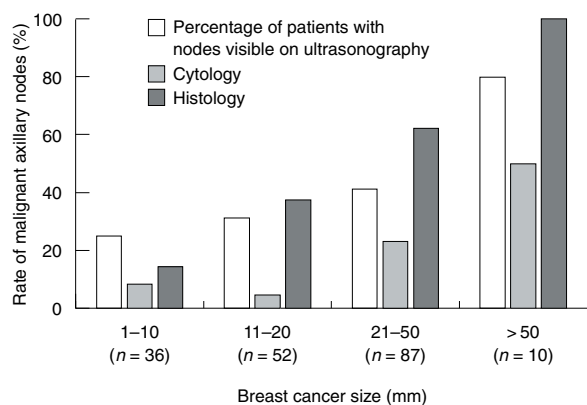 Rate of malignant axillary nodes (%)
100
80
60
40
20
0
Percentage of patients with
nodes visible on ultrasonography
Cytology
Histology
1–10 11–20 21–50 > 50
(n = 36) (n = 52) (n = 87) (n = 10)
Breast cancer size (mm)